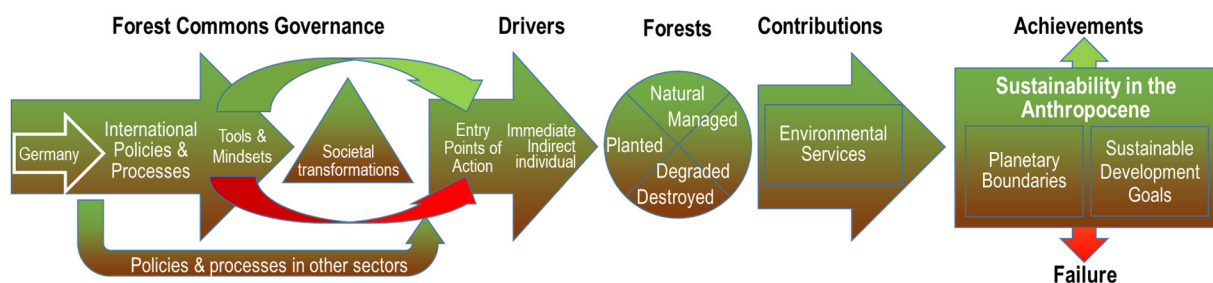 Forest Commons Governance
Drivers
Forests
Contributions
Achievements
Germany
International
Policies &
Processes
Tools &
Mindsets
Societal
transformations
Entry
Points of
Action
Immediate
Indirect
individual
Natural
Managed
Planted
Degraded
Destroyed
Environmental
Services
Sustainability in the
Anthropocene
Planetary
Boundaries
Sustainable
Development
Goals
Policies & processes in other sectors
Failure